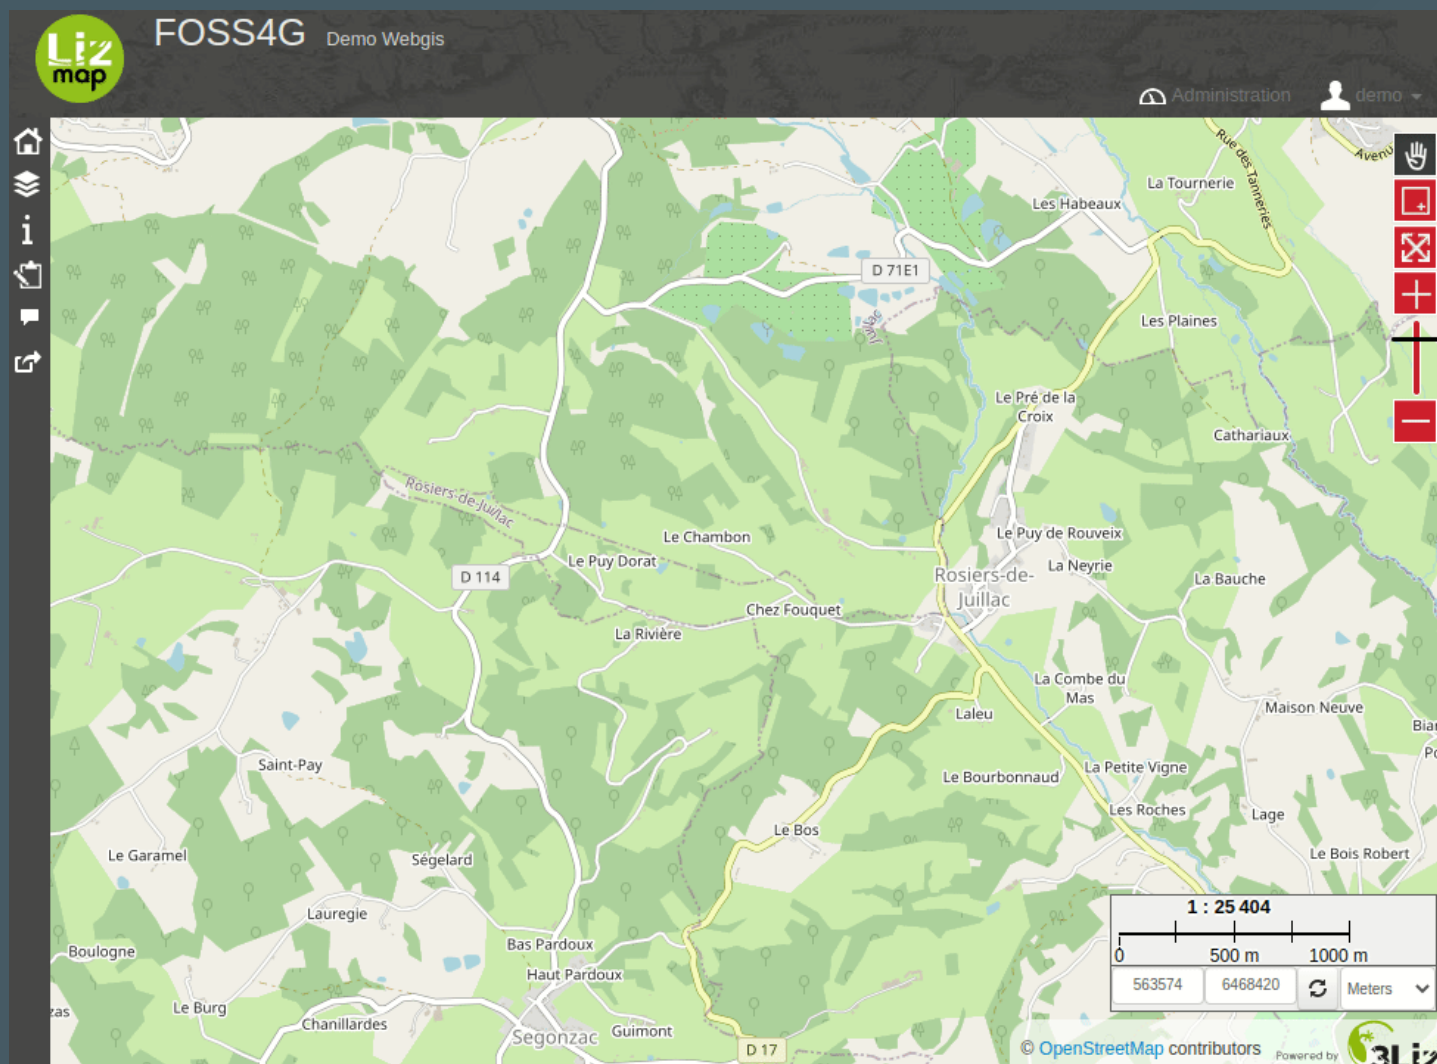 Liz
map
FOSS4G Demo Webgis
Administration
demo
Rue des Tanneries
Avenu
La Tournerie
Les Habeaux
D 71E1
Les Plaines
Le Pré de la
Croix
Cathariaux
Rosiers-de-Juillac
Le Chambon
Le Puy de Rouveix
Le Puy Dorat
La Neyrie
D 114
Rosiers-de-
Juillac
La Bauche
Chez Fouquet
La Rivière
La Combe du
Mas
Laleu
Maison Neuve
Bia
Po
Saint-Pay
Le Bourbonnaud
La Petite Vigne
Les Roches
Lage
Le Bos
Le Garamel
Ségelard
Le Bois Robert
Lauregie
1 : 25 404
0 500 m 1000 m
563574 6468420 Meters
Bas Pardoux
Boulogne
Haut Pardoux
Le Burg
zas
Chanillardes
Segonzac
Guimont
D 17
© OpenStreetMap contributors
Powered by
3Liz